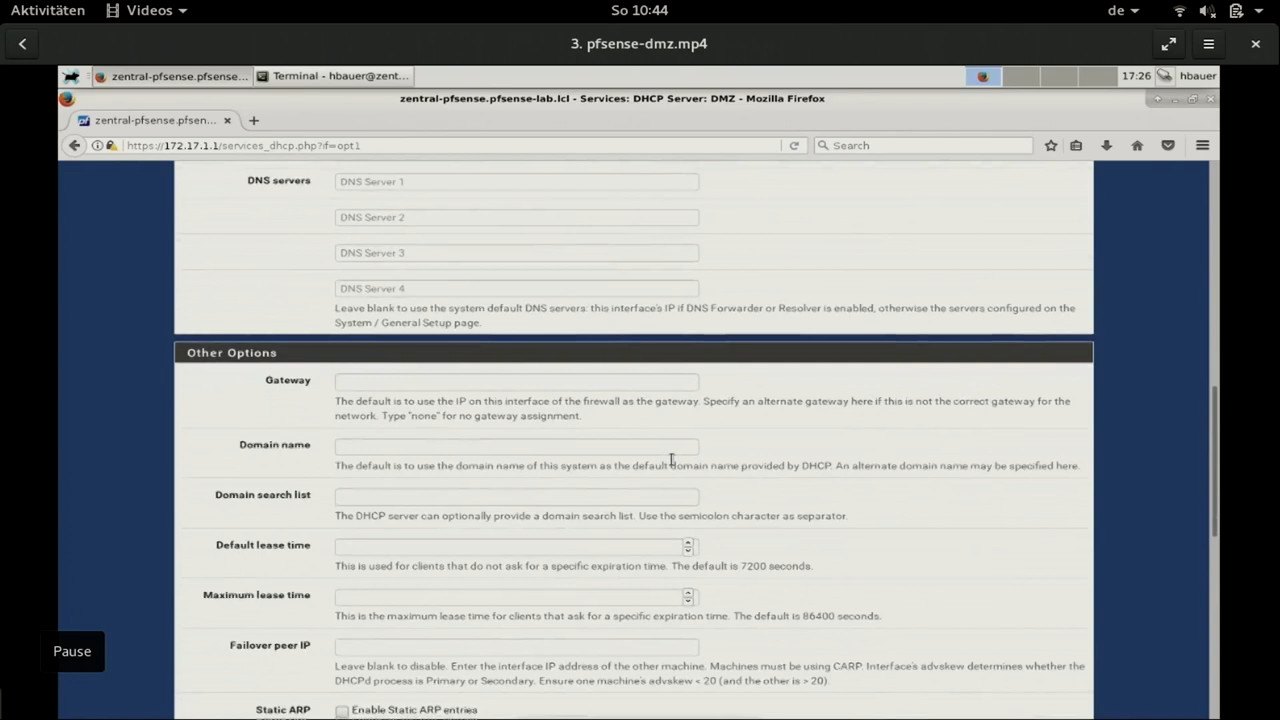 Aktivitäten Videos So 10:44 de
3. pfsense-dmz.mp4
zentral-pfsense.pfsense... Terminal - hbauer@zent... 17:26 hbauer
zentral-pfsense.pfsense-lab.lcl - Services: DHCP Server: DMZ - Mozilla Firefox
zentral-pfsense.pfsen...
https://172.17.1.1/services_dhcp.php?if=opt1 Search
DNS servers DNS Server 1
DNS Server 2
DNS Server 3
DNS Server 4
Leave blank to use the system default DNS servers: this interface's IP if DNS Forwarder or Resolver is enabled, otherwise the servers configured on the
System / General Setup page.
Other Options
Gateway
The default is to use the IP on this interface of the firewall as the gateway. Specify an alternate gateway here if this is not the correct gateway for the
network. Type "none" for no gateway assignment.
Domain name
The default is to use the domain name of this system as the default domain name provided by DHCP. An alternate domain name may be specified here.
Domain search list
The DHCP server can optionally provide a domain search list. Use the semicolon character as separator.
Default lease time
This is used for clients that do not ask for a specific expiration time. The default is 7200 seconds.
Maximum lease time
This is the maximum lease time for clients that ask for a specific expiration time. The default is 86400 seconds.
Failover peer IP
Pause
Leave blank to disable. Enter the interface IP address of the other machine. Machines must be using CARP. Interface's advskew determines whether the
DHCPd process is Primary or Secondary. Ensure one machine's advskew < 20 (and the other is > 20).
Static ARP Enable Static ARP entries